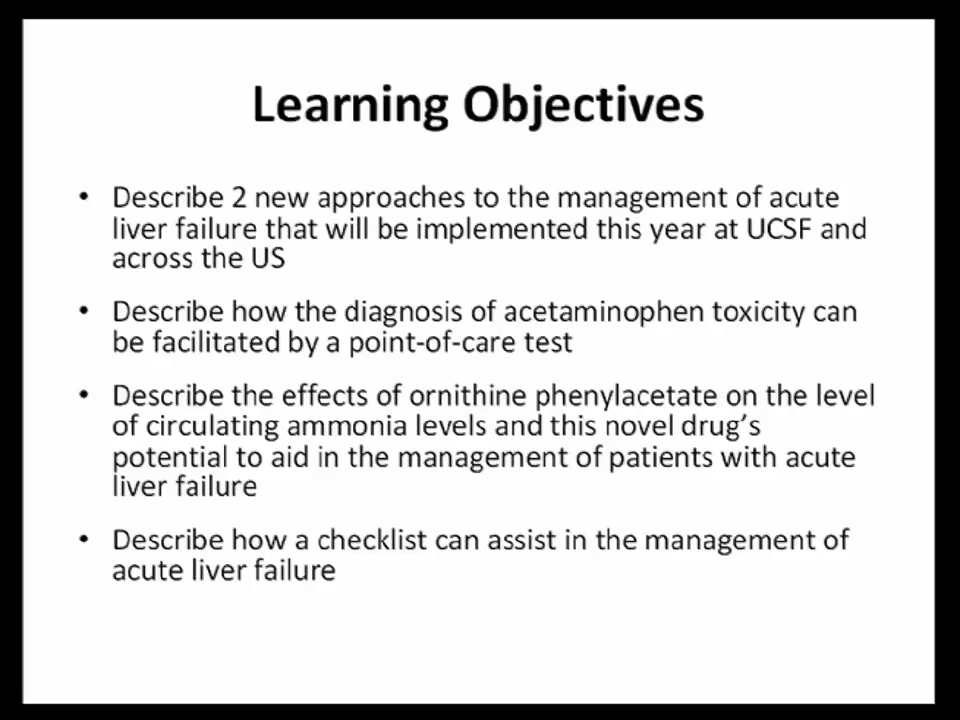 Learning Objectives
• Describe 2 new approaches to the management of acute
liver failure that will be implemented this year at UCSF and
across the US
• Describe how the diagnosis of acetaminophen toxicity can
be facilitated by a point-of-care test
• Describe the effects of ornithine phenylacetate on the level
of circulating ammonia levels and this novel drug's
potential to aid in the management of patients with acute
liver failure
• Describe how a checklist can assist in the management of
acute liver failure